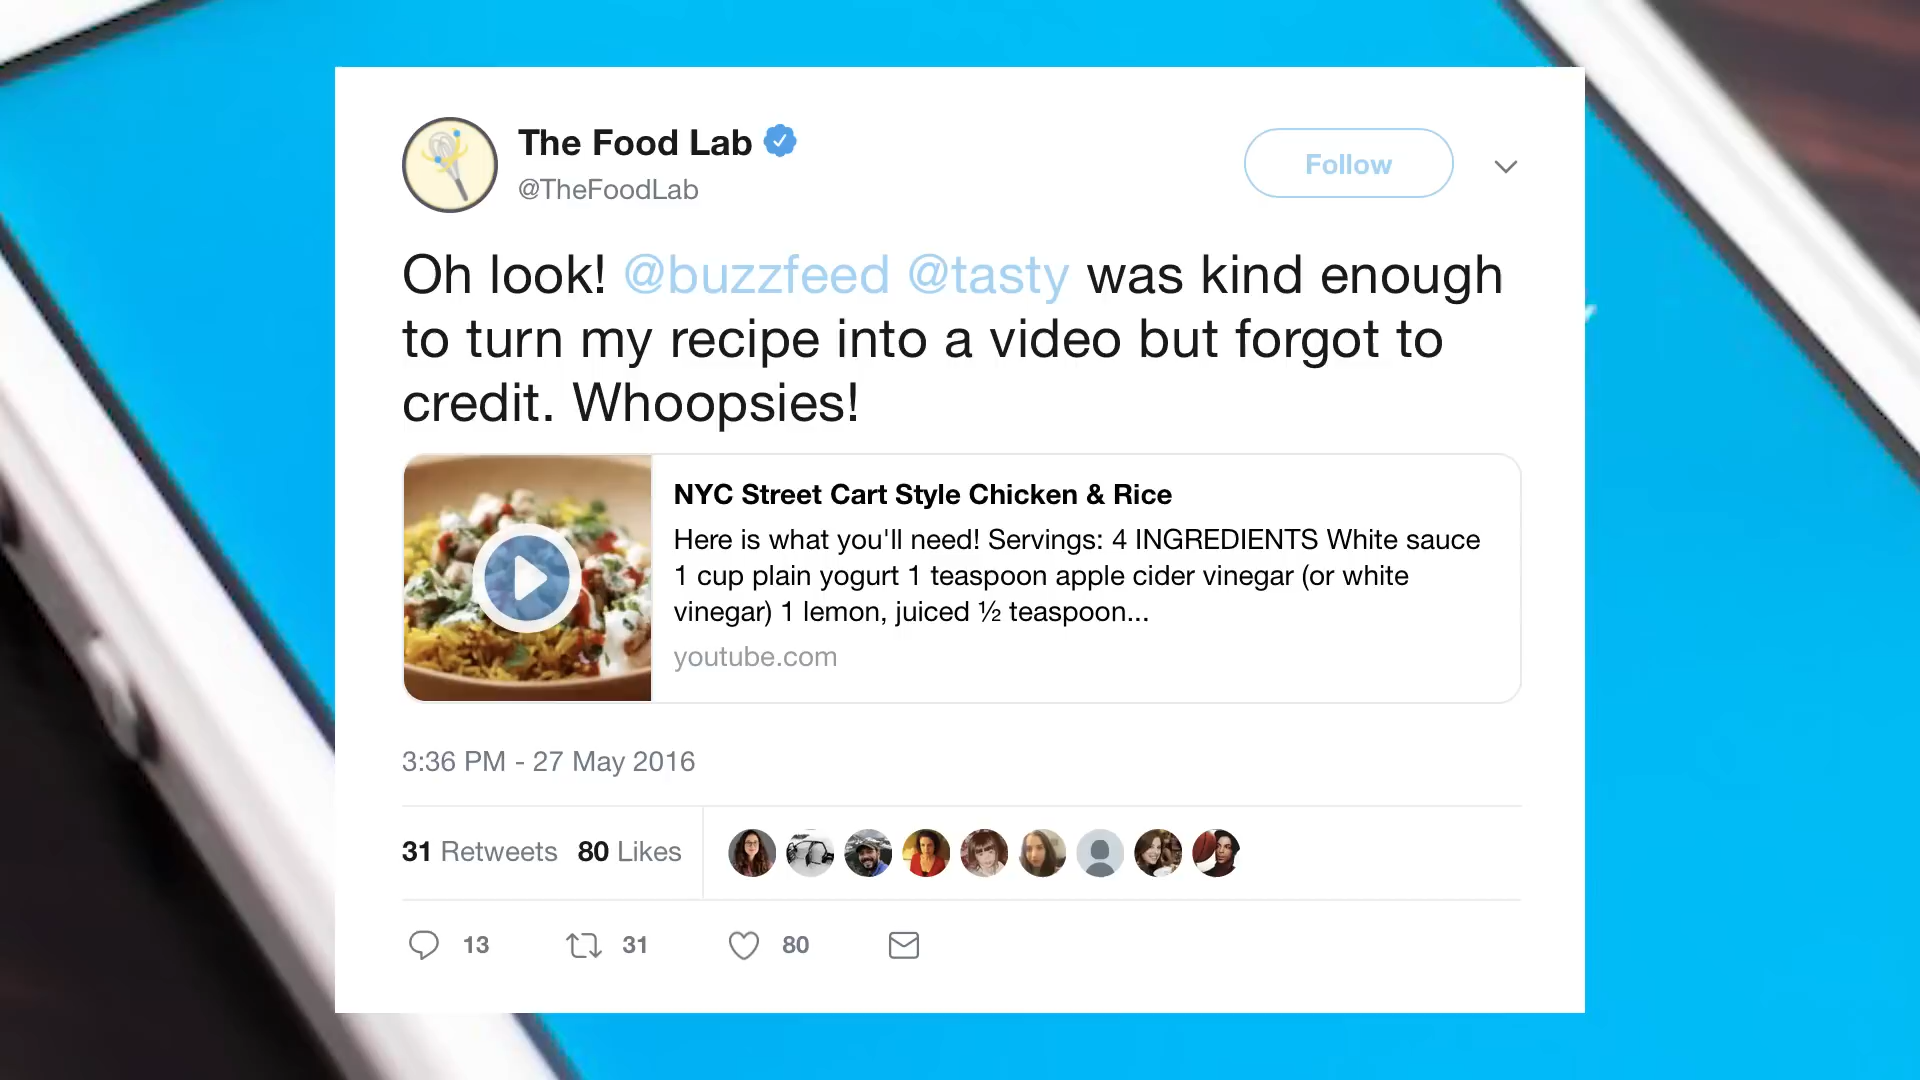 The Food Lab
@TheFoodLab
Follow
Oh look! @buzzfeed @tasty was kind enough
to turn my recipe into a video but forgot to
credit. Whoopsies!
NYC Street Cart Style Chicken & Rice
Here is what you'll need! Servings: 4 INGREDIENTS White sauce
1 cup plain yogurt 1 teaspoon apple cider vinegar (or white
vinegar) 1 lemon, juiced ½ teaspoon...
youtube.com
3:36 PM - 27 May 2016
31 Retweets 80 Likes
13 31 80